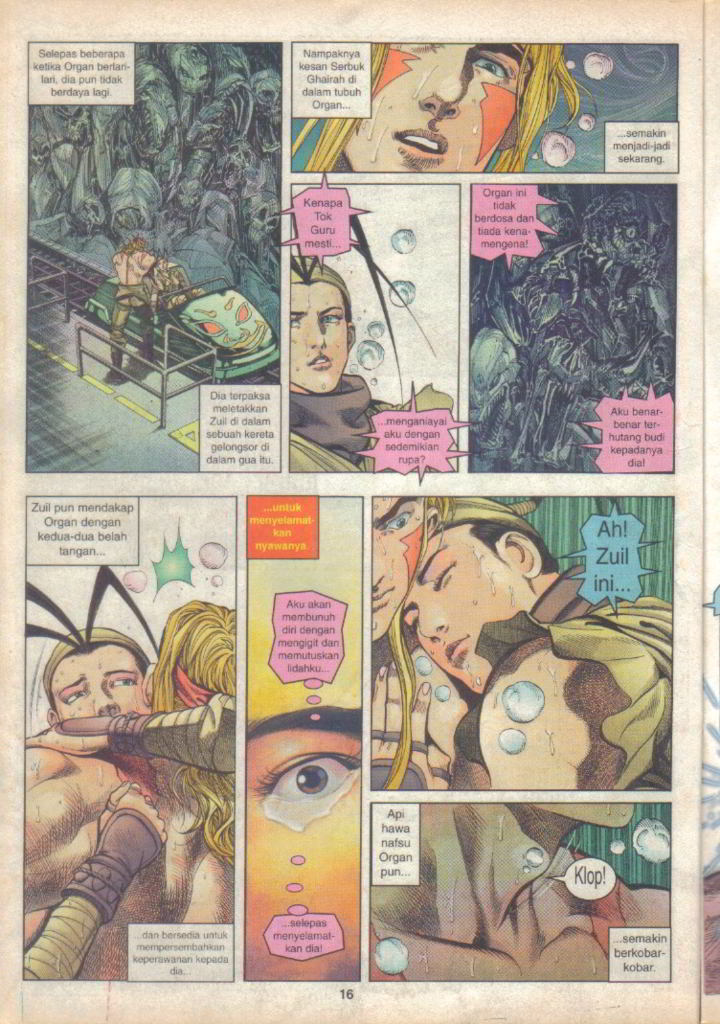 Selepas beberapa
ketika Organ berlari-
lari, dia pun tidak
berdaya lagi.
Dia terpaksa
meletakkan
Zuil di dalam
sebuah kereta
gelongsor di
dalam gua itu.
Nampaknya
kesan Serbuk
Ghairah di
dalam tubuh
Organ...
...semakin
menjadi-jadi
sekarang.
Kenapa
Tok
Guru
mesti...
...menganiayai
aku dengan
sedemikian
rupa?
Organ ini
tidak
berdosa dan
tiada kena-
mengena!
Aku benar-
benar ter-
hutang budi
kepadanya
dia!
Zuil pun mendakap
Organ dengan
kedua-dua belah
tangan...
...dan bersedia untuk
mempersembahkan
keperawanan kepada
dia...
...untuk
menyelamat-
kan
nyawanya.
Aku akan
membunuh
diri dengan
mengigit dan
memutuskan
lidahku...
...selepas
menyelamat-
kan dia!
Ah!
Zuil
ini...
Api
hawa
nafsu
Organ
pun...
Klop!
...semakin
berkobar-
kobar.
16